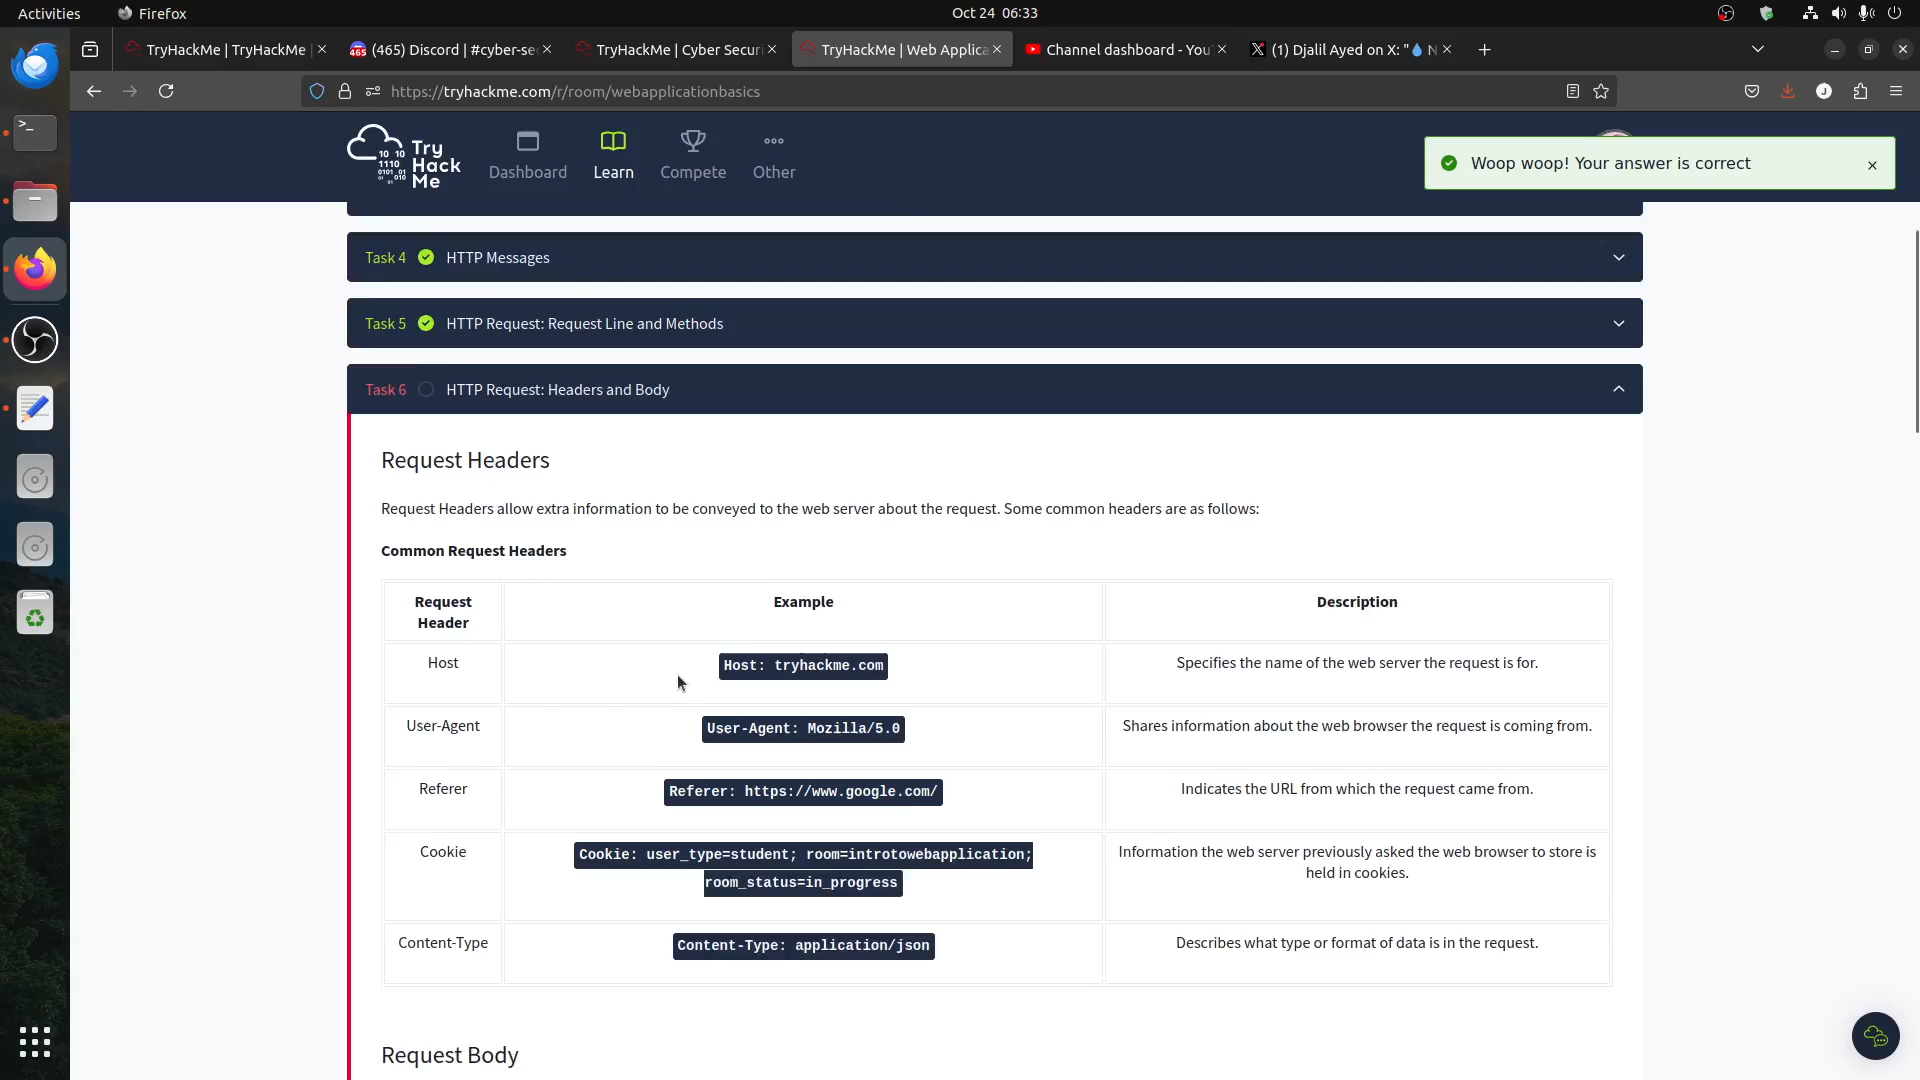 Activities
Firefox
Oct 24 06:33
TryHackMe | TryHackMe
(465) Discord | #cyber-se
TryHackMe | Cyber Securi
TryHackMe | Web Applica
Channel dashboard - You
(1) Djalil Ayed on X: "💧 N
https://tryhackme.com/r/room/webapplicationbasics
Try
Hack
Me
10 10
1110
0101 01
Dashboard
Learn
Compete
Other
Woop woop! Your answer is correct
Task 4 HTTP Messages
Task 5 HTTP Request: Request Line and Methods
Task 6 HTTP Request: Headers and Body
Request Headers
Request Headers allow extra information to be conveyed to the web server about the request. Some common headers are as follows:
Common Request Headers
Request Header Example Description
Host Host: tryhackme.com Specifies the name of the web server the request is for.
User-Agent User-Agent: Mozilla/5.0 Shares information about the web browser the request is coming from.
Referer Referer: https://www.google.com/ Indicates the URL from which the request came from.
Cookie Cookie: user_type=student; room=introtowebapplication; room_status=in_progress Information the web server previously asked the web browser to store is held in cookies.
Content-Type Content-Type: application/json Describes what type or format of data is in the request.
Request Body